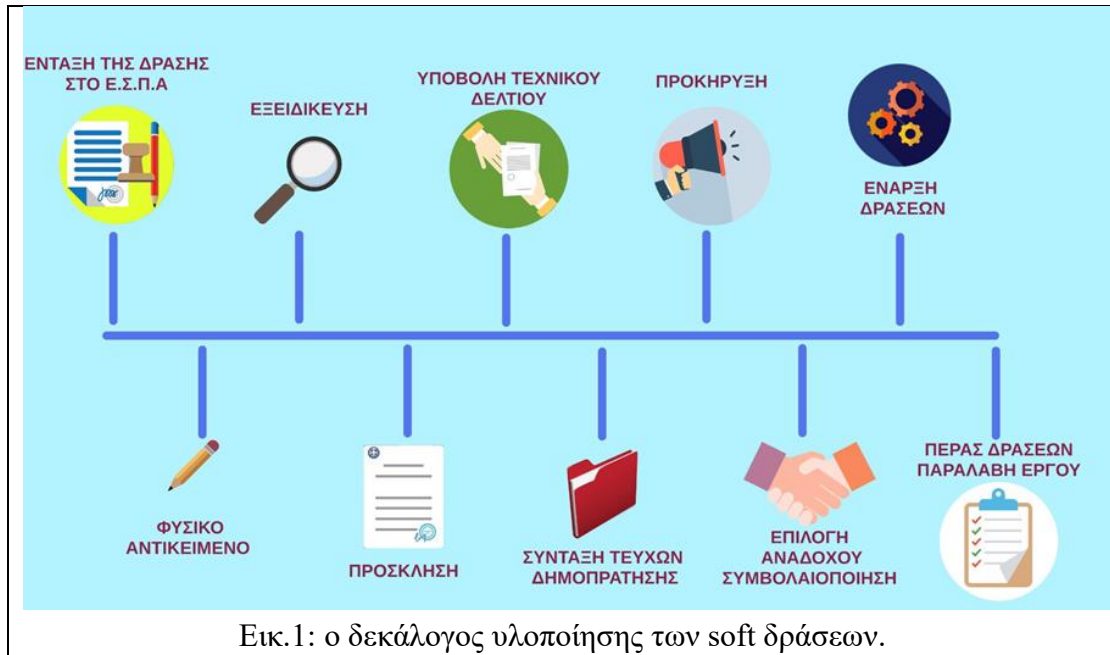 ΕΝΤΑΞΗ ΤΗΣ ΔΡΑΣΗΣ
ΣΤΟ Ε.Σ.Π.Α
ΕΞΕΙΔΙΚΕΥΣΗ
ΥΠΟΒΟΛΗ ΤΕΧΝΙΚΟΥ
ΔΕΛΤΙΟΥ
ΠΡΟΚΗΡΥΞΗ
ΕΝΑΡΞΗ
ΔΡΑΣΕΩΝ
ΦΥΣΙΚΟ
ΑΝΤΙΚΕΙΜΕΝΟ
ΠΡΟΣΚΛΗΣΗ
ΣΥΝΤΑΞΗ ΤΕΥΧΩΝ
ΔΗΜΟΠΡΑΤΗΣΗΣ
ΕΠΙΛΟΓΗ
ΑΝΑΔΟΧΟΥ
ΣΥΜΒΟΛΑΙΟΠΟΙΗΣΗ
ΠΕΡΑΣ ΔΡΑΣΕΩΝ
ΠΑΡΑΛΑΒΗ ΕΡΓΟΥ
Εικ.1: ο δεκάλογος υλοποίησης των soft δράσεων.